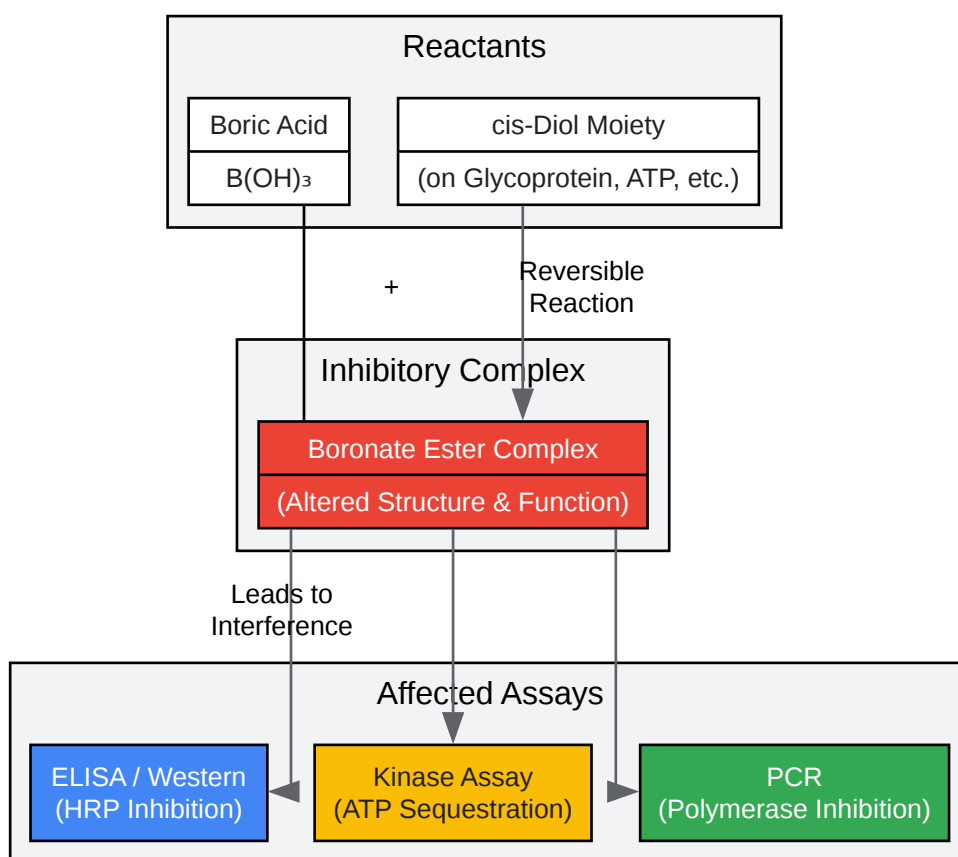 Reactants
Boric Acid
B(OH)₃
cis-Diol Moiety
(on Glycoprotein, ATP, etc.)
+
Reversible
Reaction
Inhibitory Complex
Boronate Ester Complex
(Altered Structure & Function)
Leads to
Interference
Affected Assays
ELISA / Western
(HRP Inhibition)
Kinase Assay
(ATP Sequestration)
PCR
(Polymerase Inhibition)